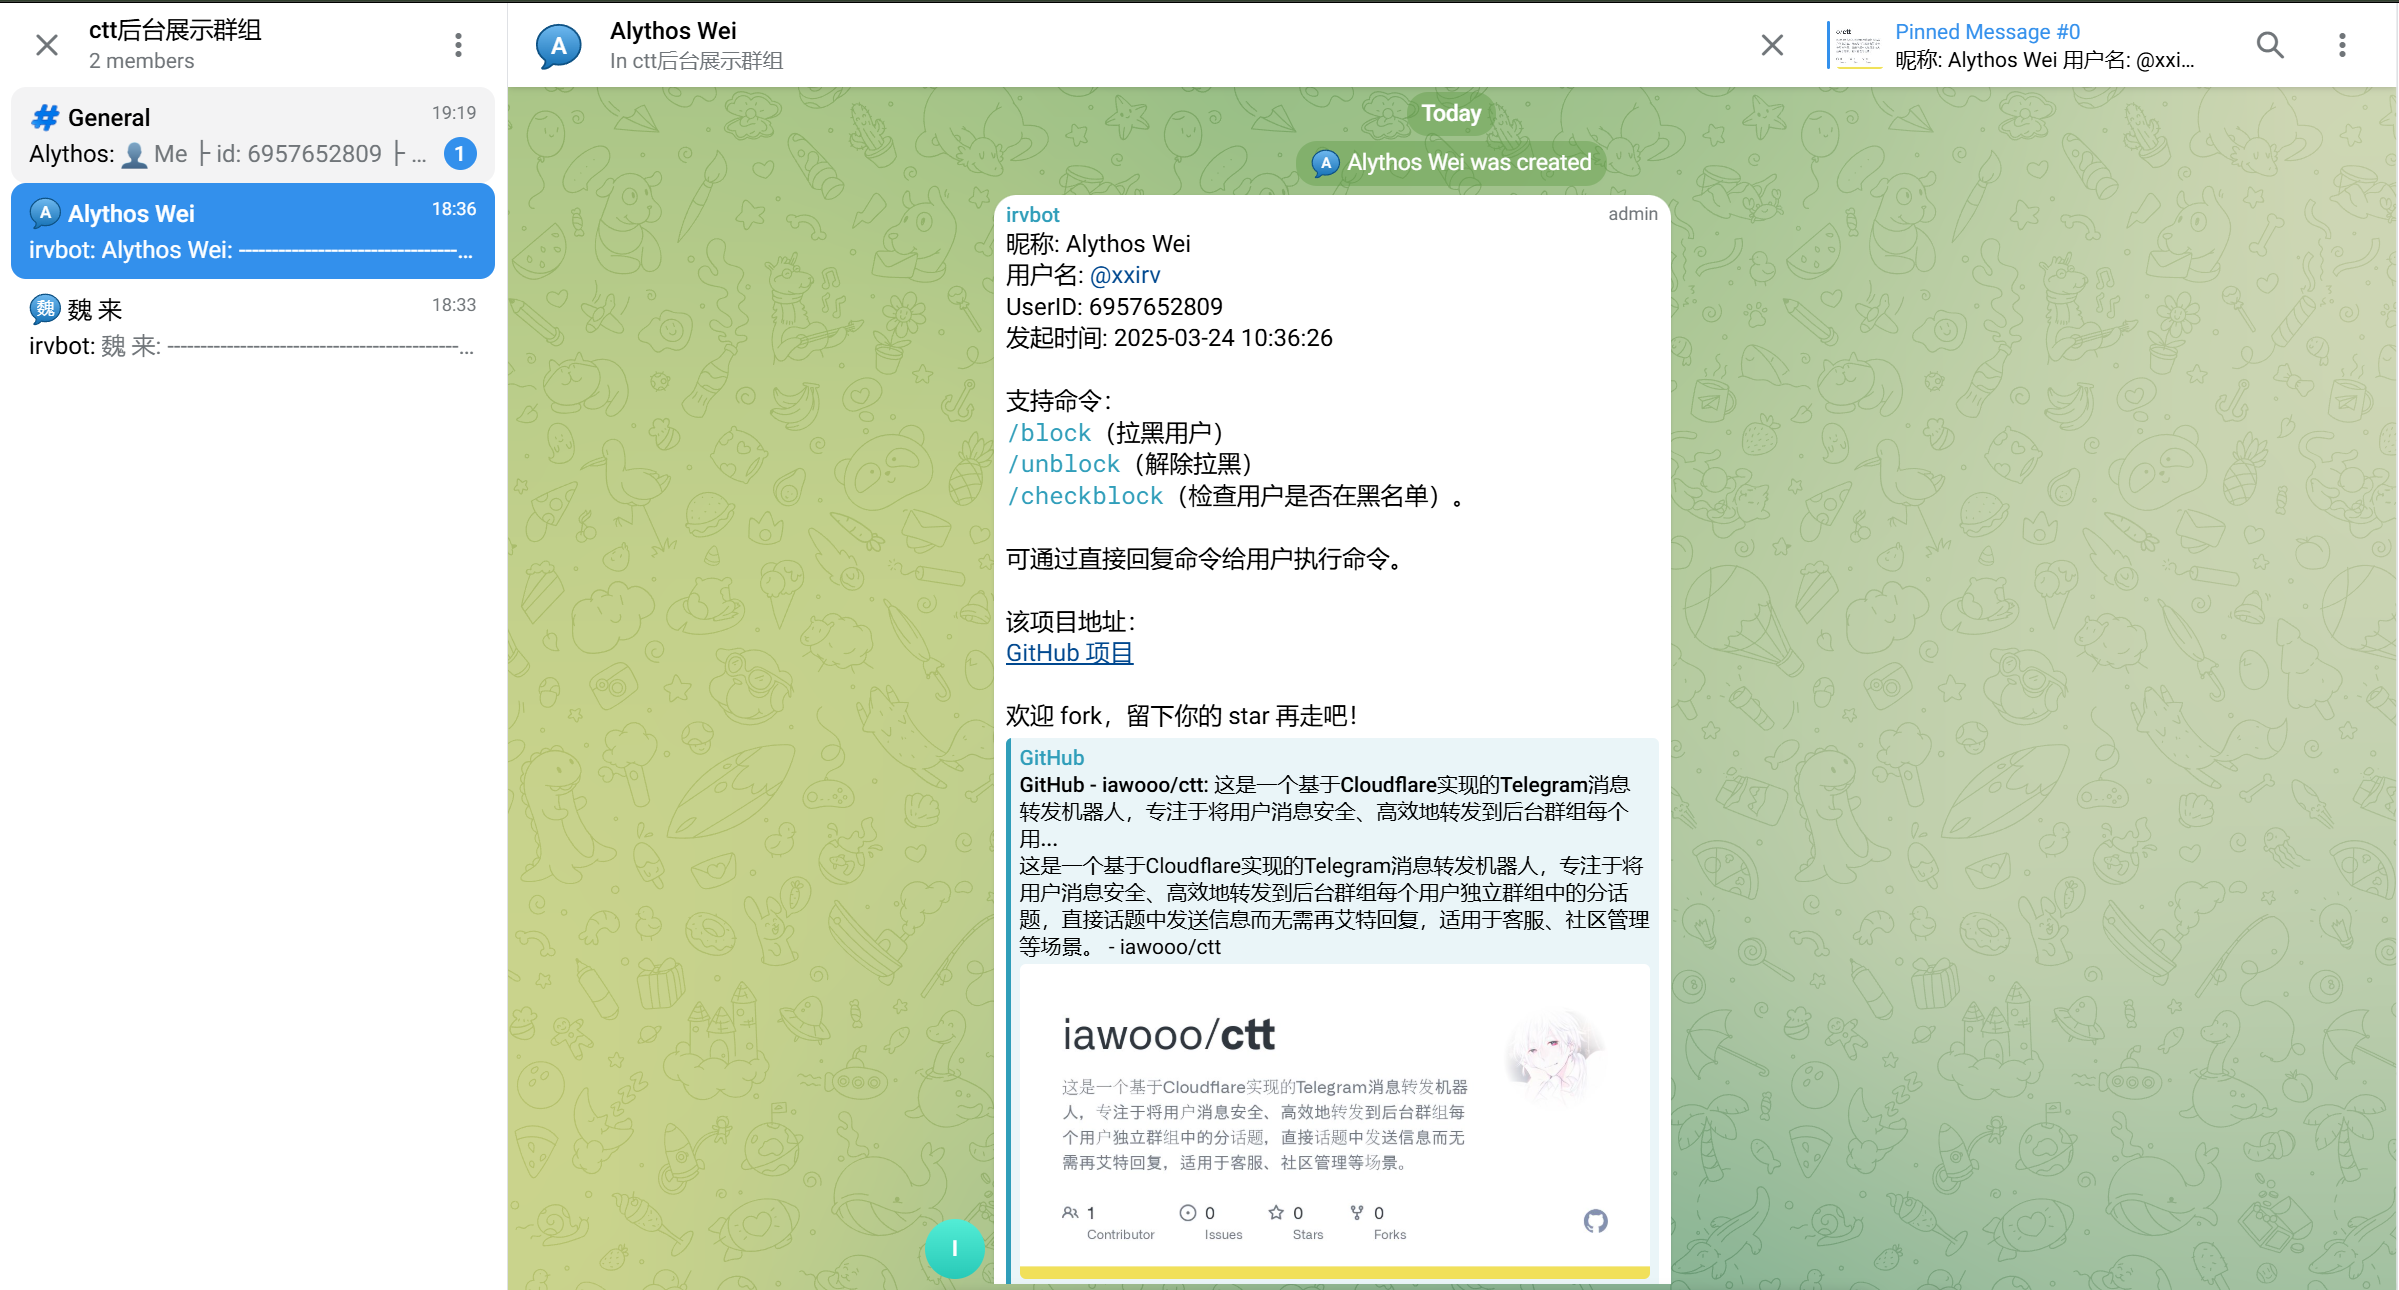 ctt后台展示群组
2 members
# General
19:19
Alythos: 👤 Me ├ id: 6957652809 ├ ...
1
A Alythos Wei
18:36
irvbot: Alythos Wei: ----------------------------------...
魏 魏 来
18:33
irvbot: 魏 来: --------------------------------------------...
A
Alythos Wei
In ctt后台展示群组
Pinned Message #0
昵称: Alythos Wei 用户名: @xxi...
Today
A Alythos Wei was created
irvbot
admin
昵称: Alythos Wei
用户名: @xxirv
UserID: 6957652809
发起时间: 2025-03-24 10:36:26
支持命令：
/block（拉黑用户）
/unblock（解除拉黑）
/checkblock（检查用户是否在黑名单）。
可通过直接回复命令给用户执行命令。
该项目地址：
GitHub 项目
欢迎 fork，留下你的 star 再走吧！
GitHub
GitHub - iawooo/ctt: 这是一个基于Cloudflare实现的Telegram消息
转发机器人，专注于将用户消息安全、高效地转发到后台群组每个
用...
这是一个基于Cloudflare实现的Telegram消息转发机器人，专注于将
用户消息安全、高效地转发到后台群组每个用户独立群组中的分话
题，直接话题中发送信息而无需再艾特回复，适用于客服、社区管理
等场景。 - iawooo/ctt
iawooo/ctt
这是一个基于Cloudflare实现的Telegram消息转发机器
人，专注于将用户消息安全、高效地转发到后台群组每
个用户独立群组中的分话题，直接话题中发送信息而无
需再艾特回复，适用于客服、社区管理等场景。
1
Contributor
0
Issues
0
Stars
0
Forks
I